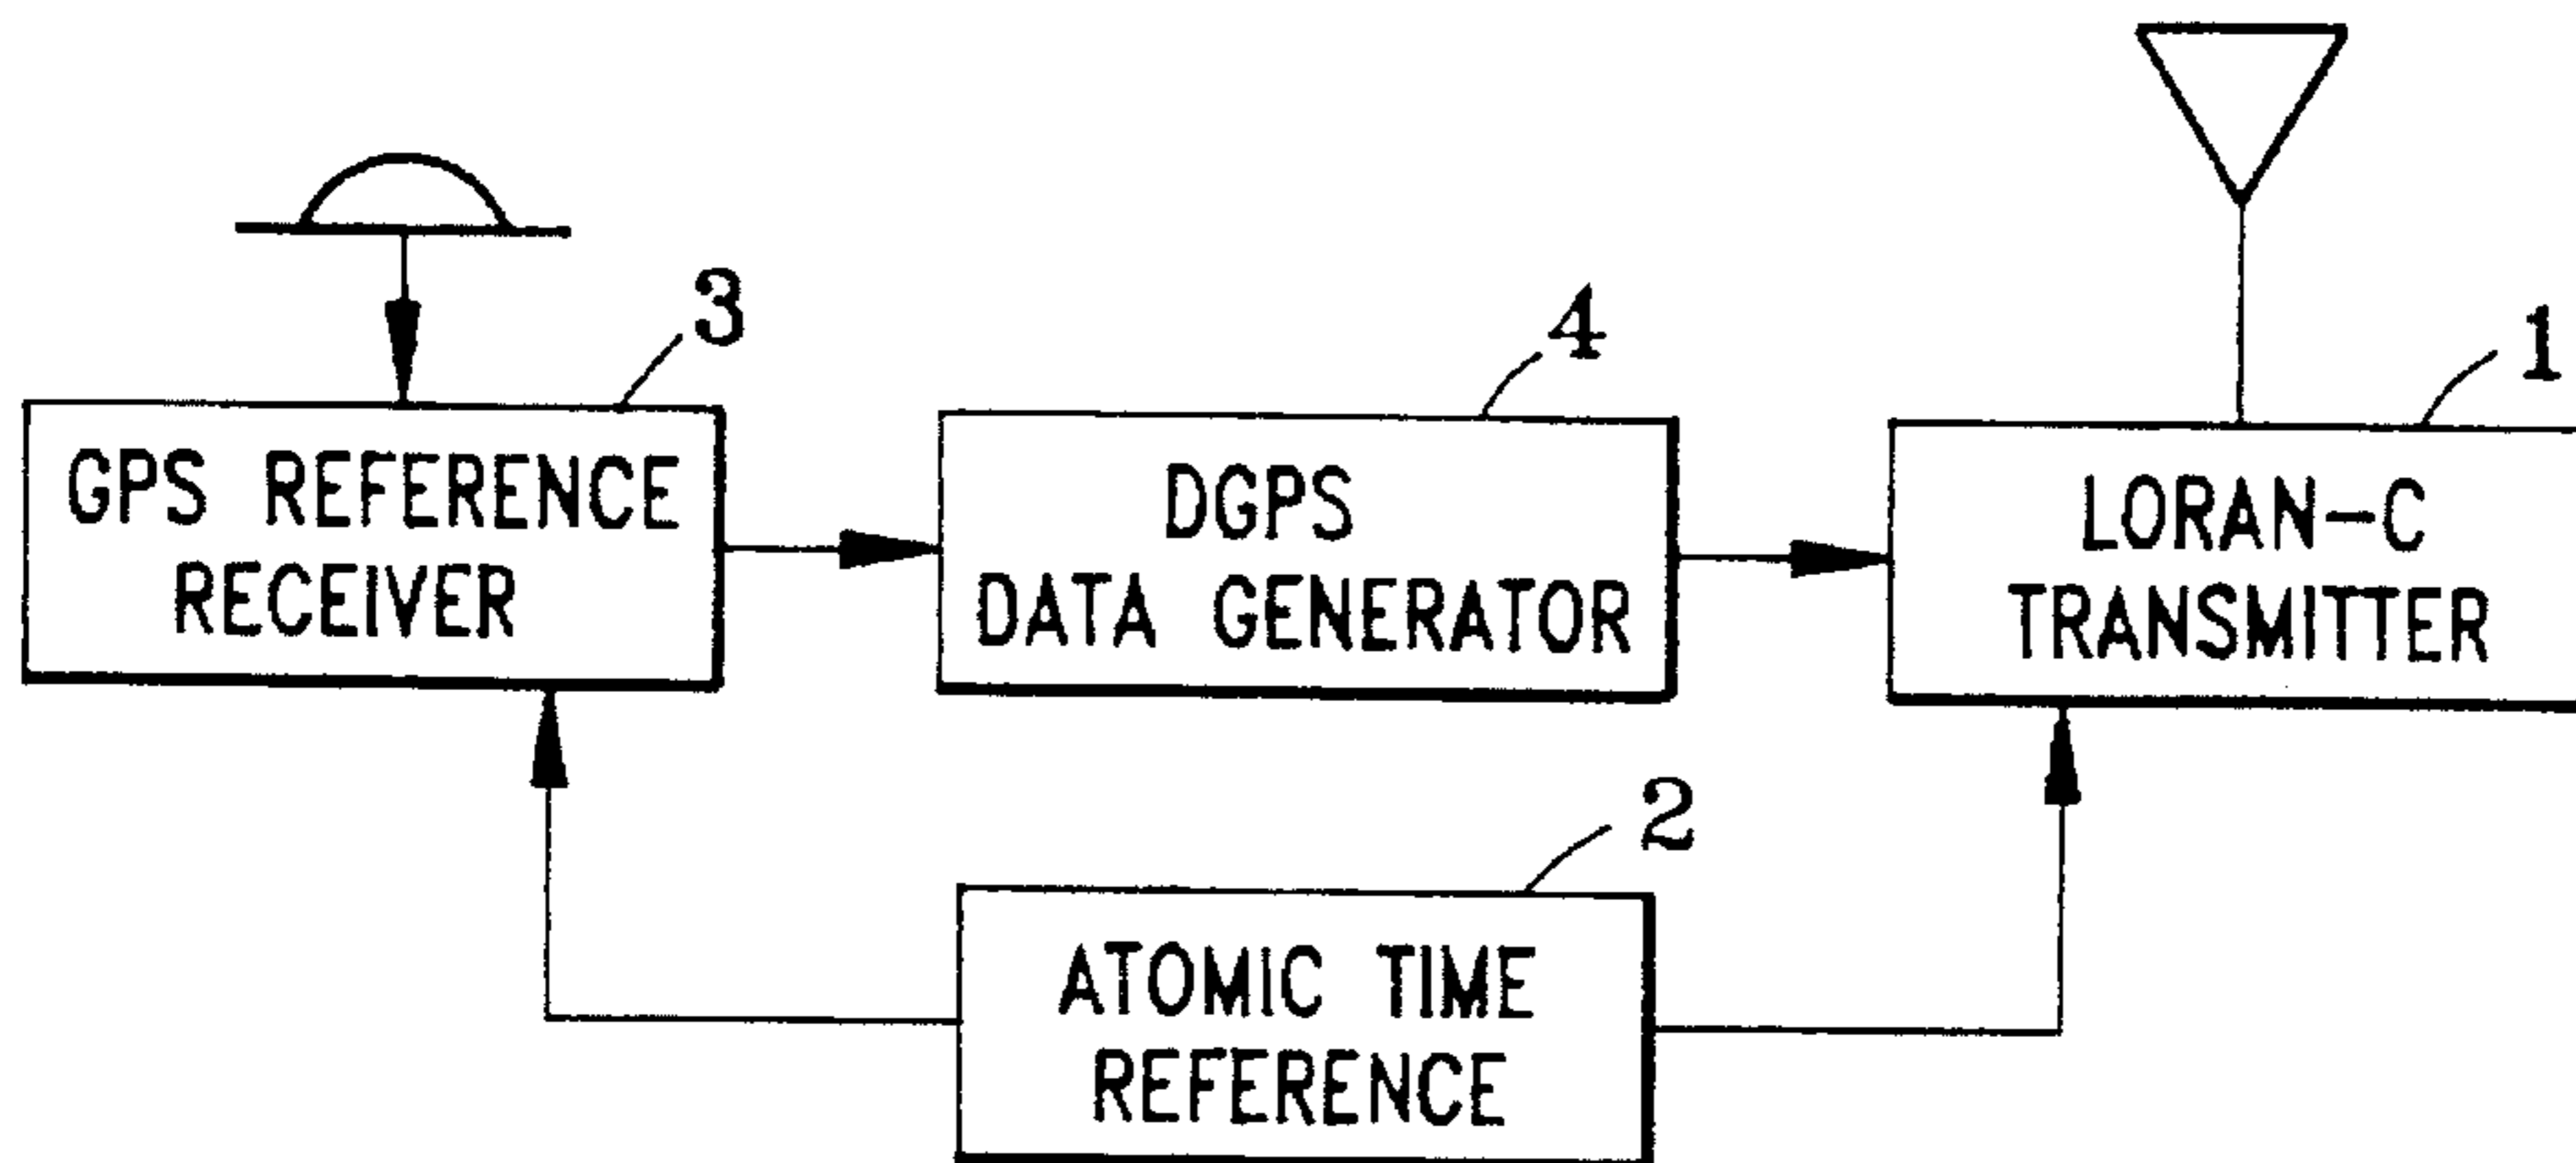 3
4
1
GPS REFERENCE
RECEIVER
DGPS
DATA GENERATOR
LORAN-C
TRANSMITTER
2
ATOMIC TIME
REFERENCE